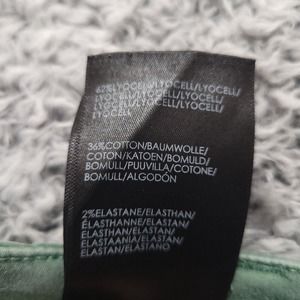 62%LYOCELL/LYOCELL/
LYOCELL/LYOCELL/LYOCELL/
LYOCELL/LYOCELL/LYOCELL/
LYOCELL/LYOCELL
36%COTTON/BAUMWOLLE/
COTON/KATOEN/BOMULD/
BOMULL/PUUVILLA/COTONE/
BOMULL/ALGODÓN
2%ELASTANE/ELASTHAN/
ÉLASTHANNE/ELASTHAN/
ELASTAN/ELASTAN/
ELASTAANIA/ELASTAN/
ELASTAN/ELASTANO